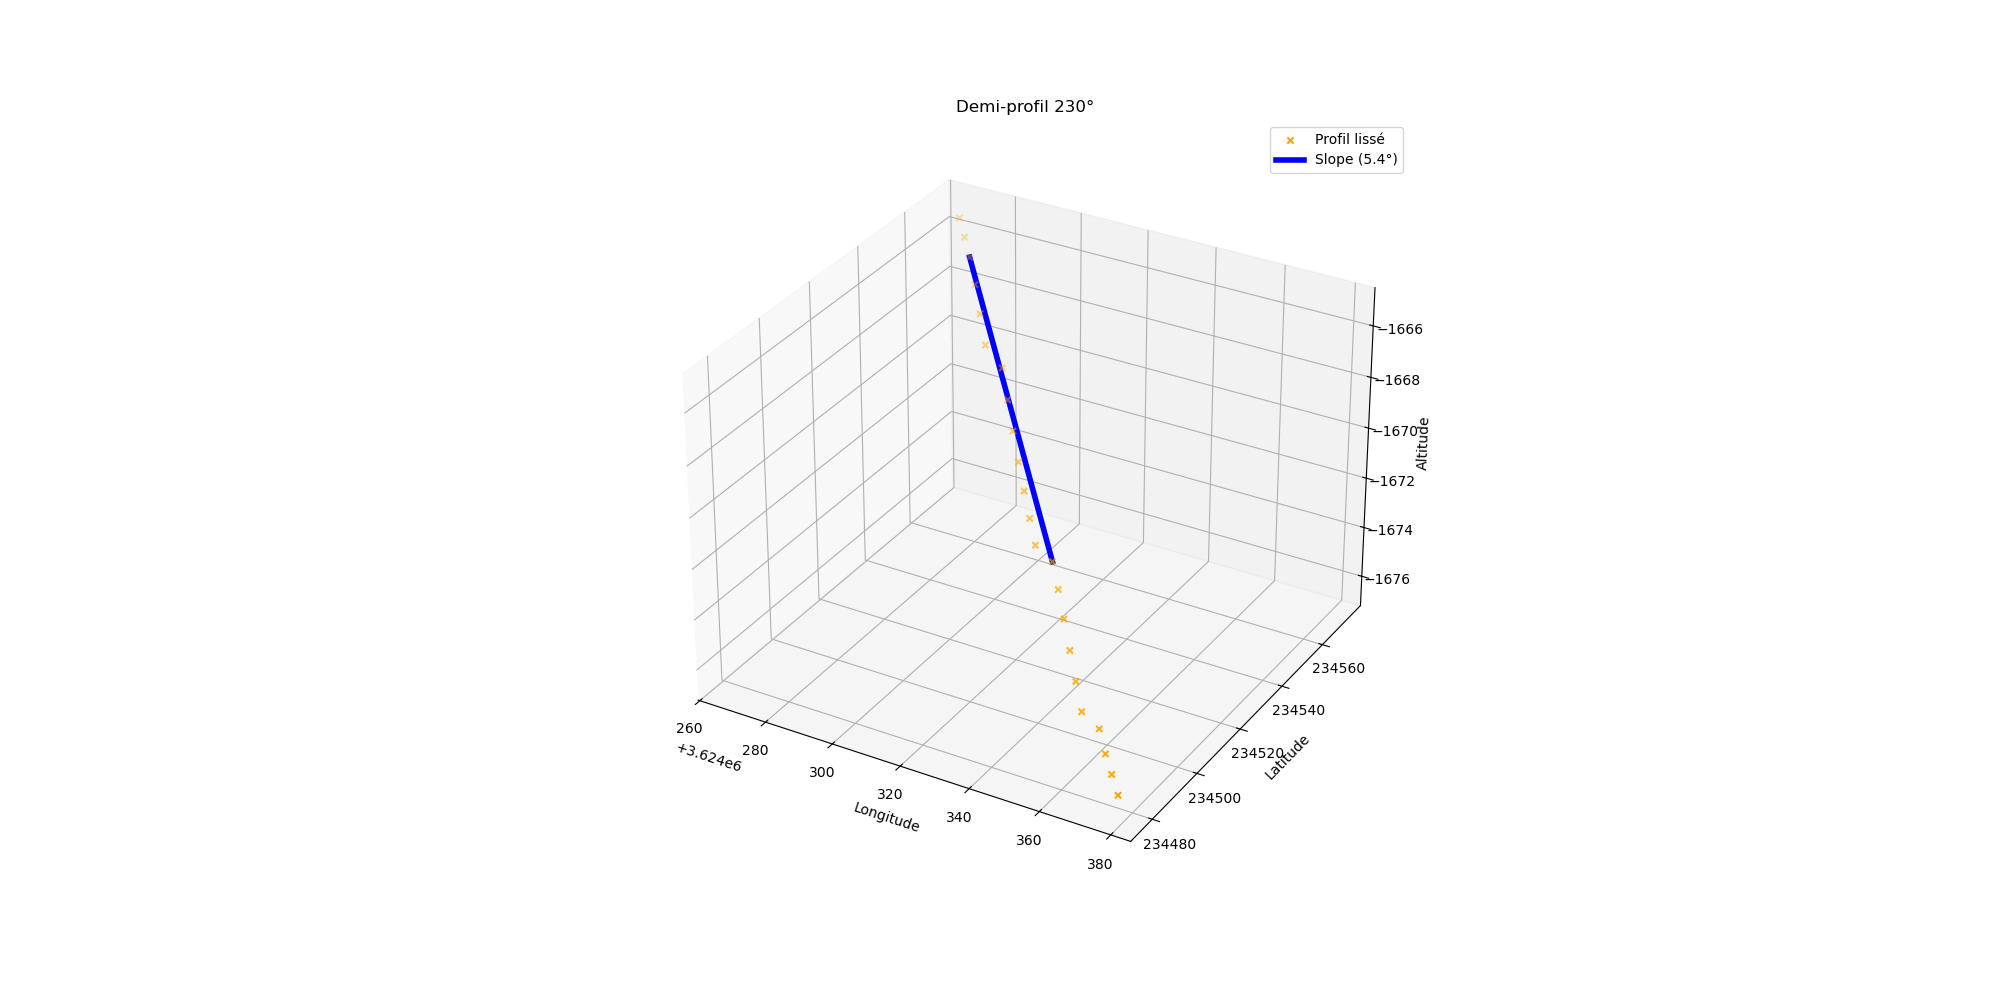 Demi-profil 230°
Profil lissé
Slope (5.4°)
−1666
−1668
−1670
−1672
−1674
−1676
Altitude
234560
234540
234520
234500
234480
Latitude
260
280
300
320
340
360
380
+3.624e6
Longitude